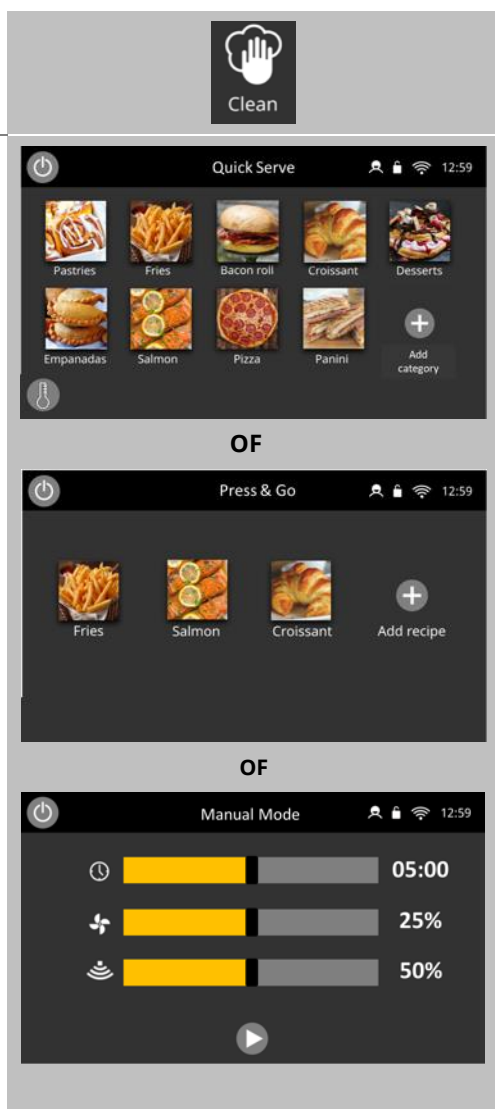 Clean
Quick Serve 12:59
Pastries Fries Bacon roll Croissant Desserts
Empanadas Salmon Pizza Panini Add category
OF
Press & Go 12:59
Fries Salmon Croissant Add recipe
OF
Manual Mode 12:59
05:00
25%
50%